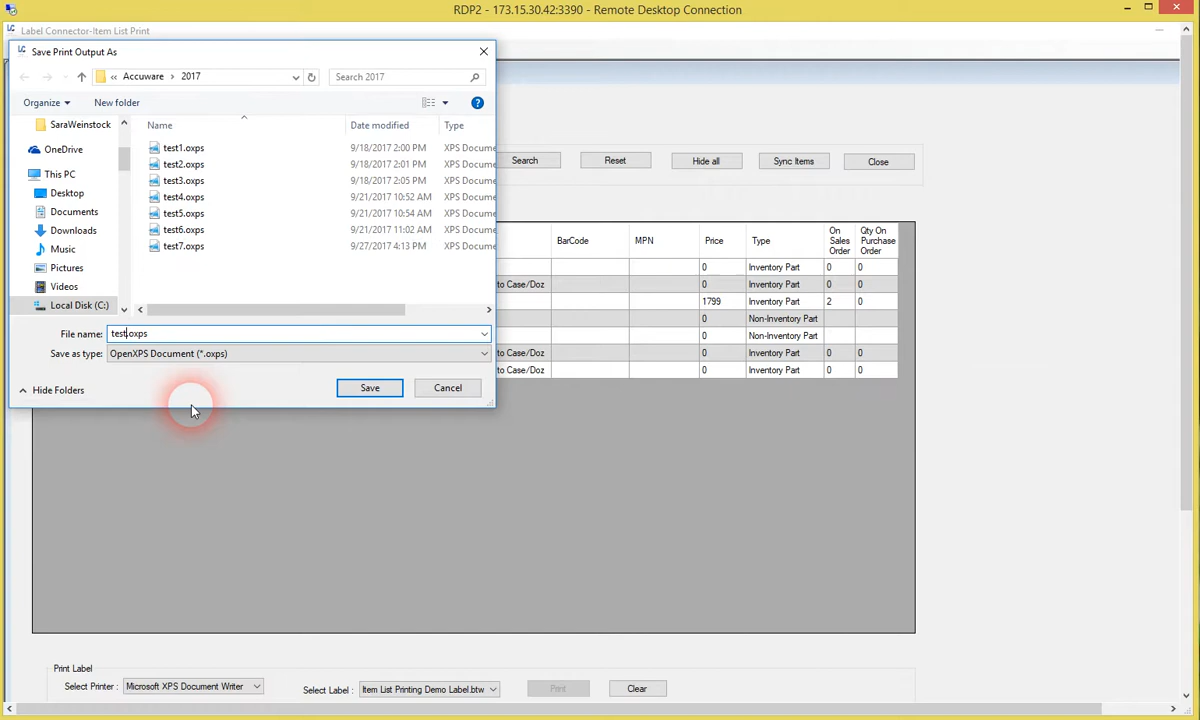 RDP2 - 173.15.30.42:3390 - Remote Desktop Connection
Label Connector-Item List Print
Save Print Output As
« Accuware > 2017
Search 2017
Organize
New folder
Name Date modified Type
SaraWeinstock
OneDrive
This PC
Desktop
Documents
Downloads
Music
Pictures
Videos
Local Disk (C:)
test1.oxps 9/18/2017 2:00 PM XPS Docume
test2.oxps 9/18/2017 2:01 PM XPS Docume
test3.oxps 9/18/2017 2:05 PM XPS Docume
test4.oxps 9/21/2017 10:52 AM XPS Docume
test5.oxps 9/21/2017 10:54 AM XPS Docume
test6.oxps 9/21/2017 11:02 AM XPS Docume
test7.oxps 9/27/2017 4:13 PM XPS Docume
File name: test.oxps
Save as type: OpenXPS Document (*.oxps)
Hide Folders
Save
Cancel
Search
Reset
Hide all
Sync Items
Close
BarCode MPN Price Type On Sales Order Qty On Purchase Order
0 Inventory Part 0 0
to Case/Doz 0 Inventory Part 0 0
1799 Inventory Part 2 0
0 Non-Inventory Part
0 Non-Inventory Part
to Case/Doz 0 Inventory Part 0 0
to Case/Doz 0 Inventory Part 0 0
Print Label
Select Printer : Microsoft XPS Document Writer
Select Label : Item List Printing Demo Label.btw
Print
Clear